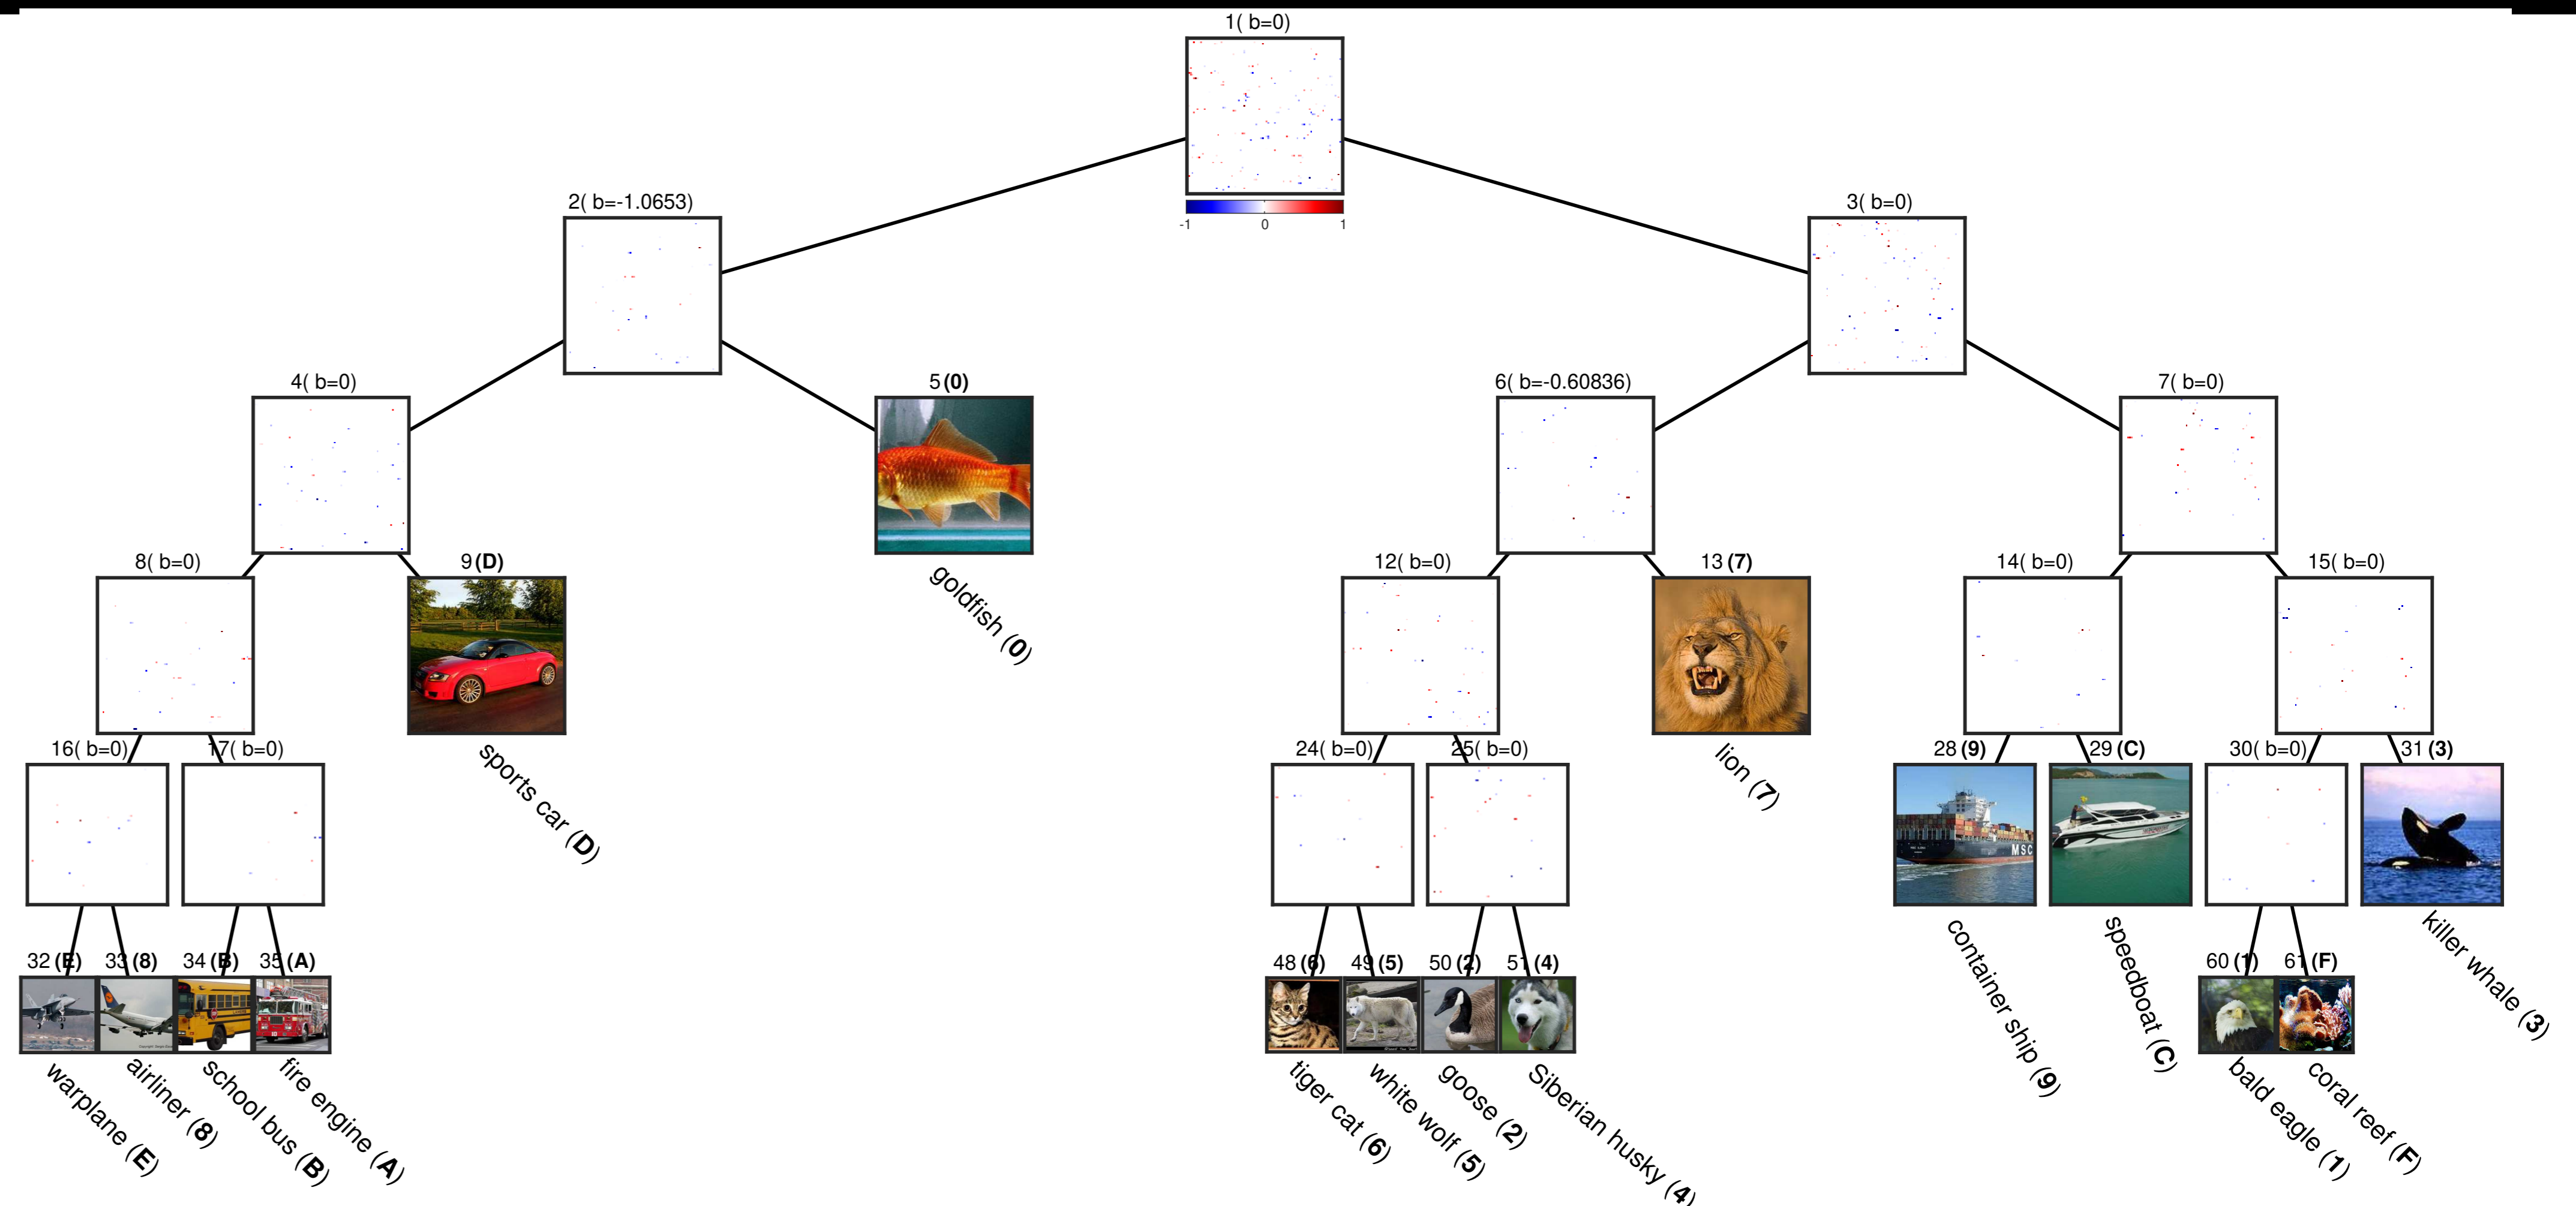 1( b=0)
-1 0 1
2( b=-1.0653)
3( b=0)
4( b=0)
5 (0)
6( b=-0.60836)
7( b=0)
8( b=0)
9 (D)
goldfish (0)
12( b=0)
13 (7)
14( b=0)
15( b=0)
16( b=0)
17( b=0)
sports car (D)
24( b=0)
25( b=0)
lion (7)
28 (9)
29 (C)
30( b=0)
31 (3)
MSC
container ship (9)
speedboat (C)
killer whale (3)
32 (E)
33 (8)
34 (B)
35 (A)
48 (6)
49 (5)
50 (2)
51 (4)
60 (1)
61 (F)
warplane (E)
airliner (8)
school bus (B)
fire engine (A)
tiger cat (6)
white wolf (5)
goose (2)
Siberian husky (4)
bald eagle (1)
coral reef (F)